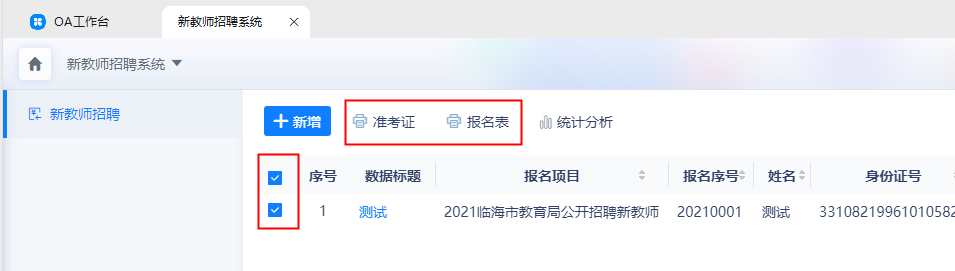 OA工作台 新教师招聘系统
新教师招聘系统
新教师招聘
新增 准考证 报名表 统计分析
序号 数据标题 报名项目 报名序号 姓名 身份证号
1 测试 2021临海市教育局公开招聘新教师 20210001 测试 33108219961010582